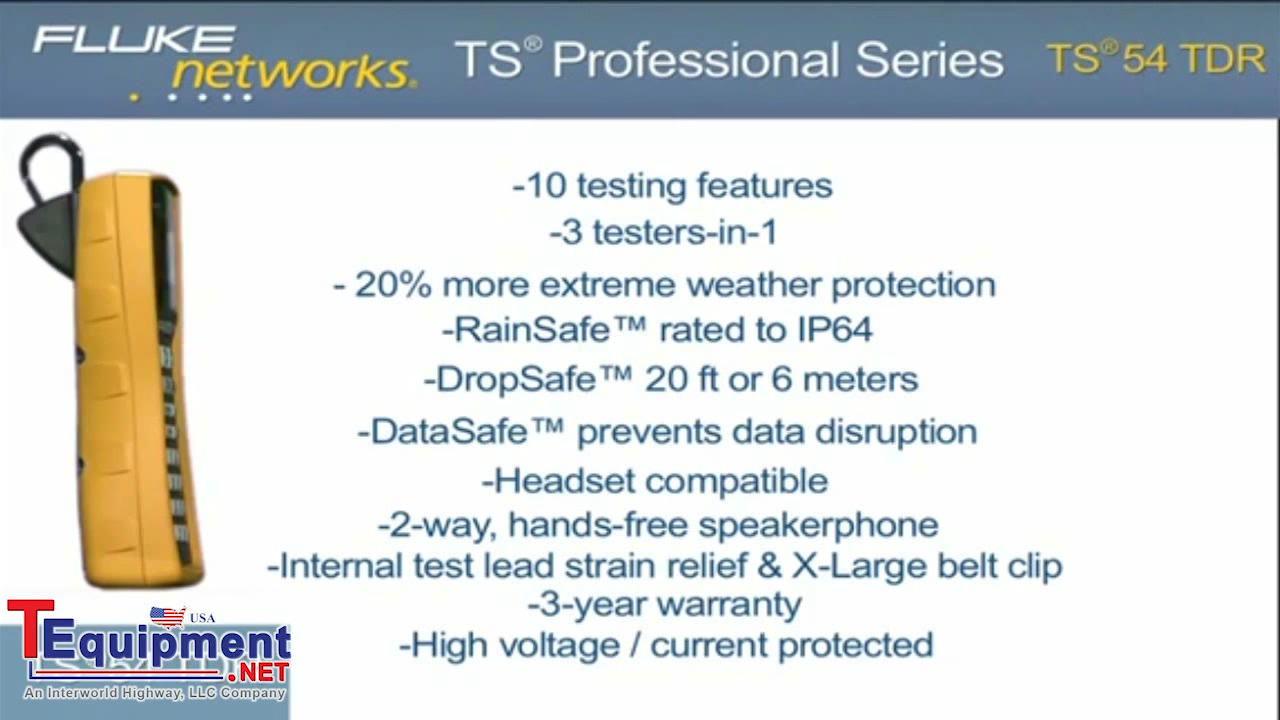 FLUKE
networks®
TS® Professional Series
TS® 54 TDR
-10 testing features
-3 testers-in-1
- 20% more extreme weather protection
-RainSafe™ rated to IP64
-DropSafe™ 20 ft or 6 meters
-DataSafe™ prevents data disruption
-Headset compatible
-2-way, hands-free speakerphone
-Internal test lead strain relief & X-Large belt clip
-3-year warranty
-High voltage / current protected
USA
TEquipment
.NET
An Interworld Highway, LLC Company